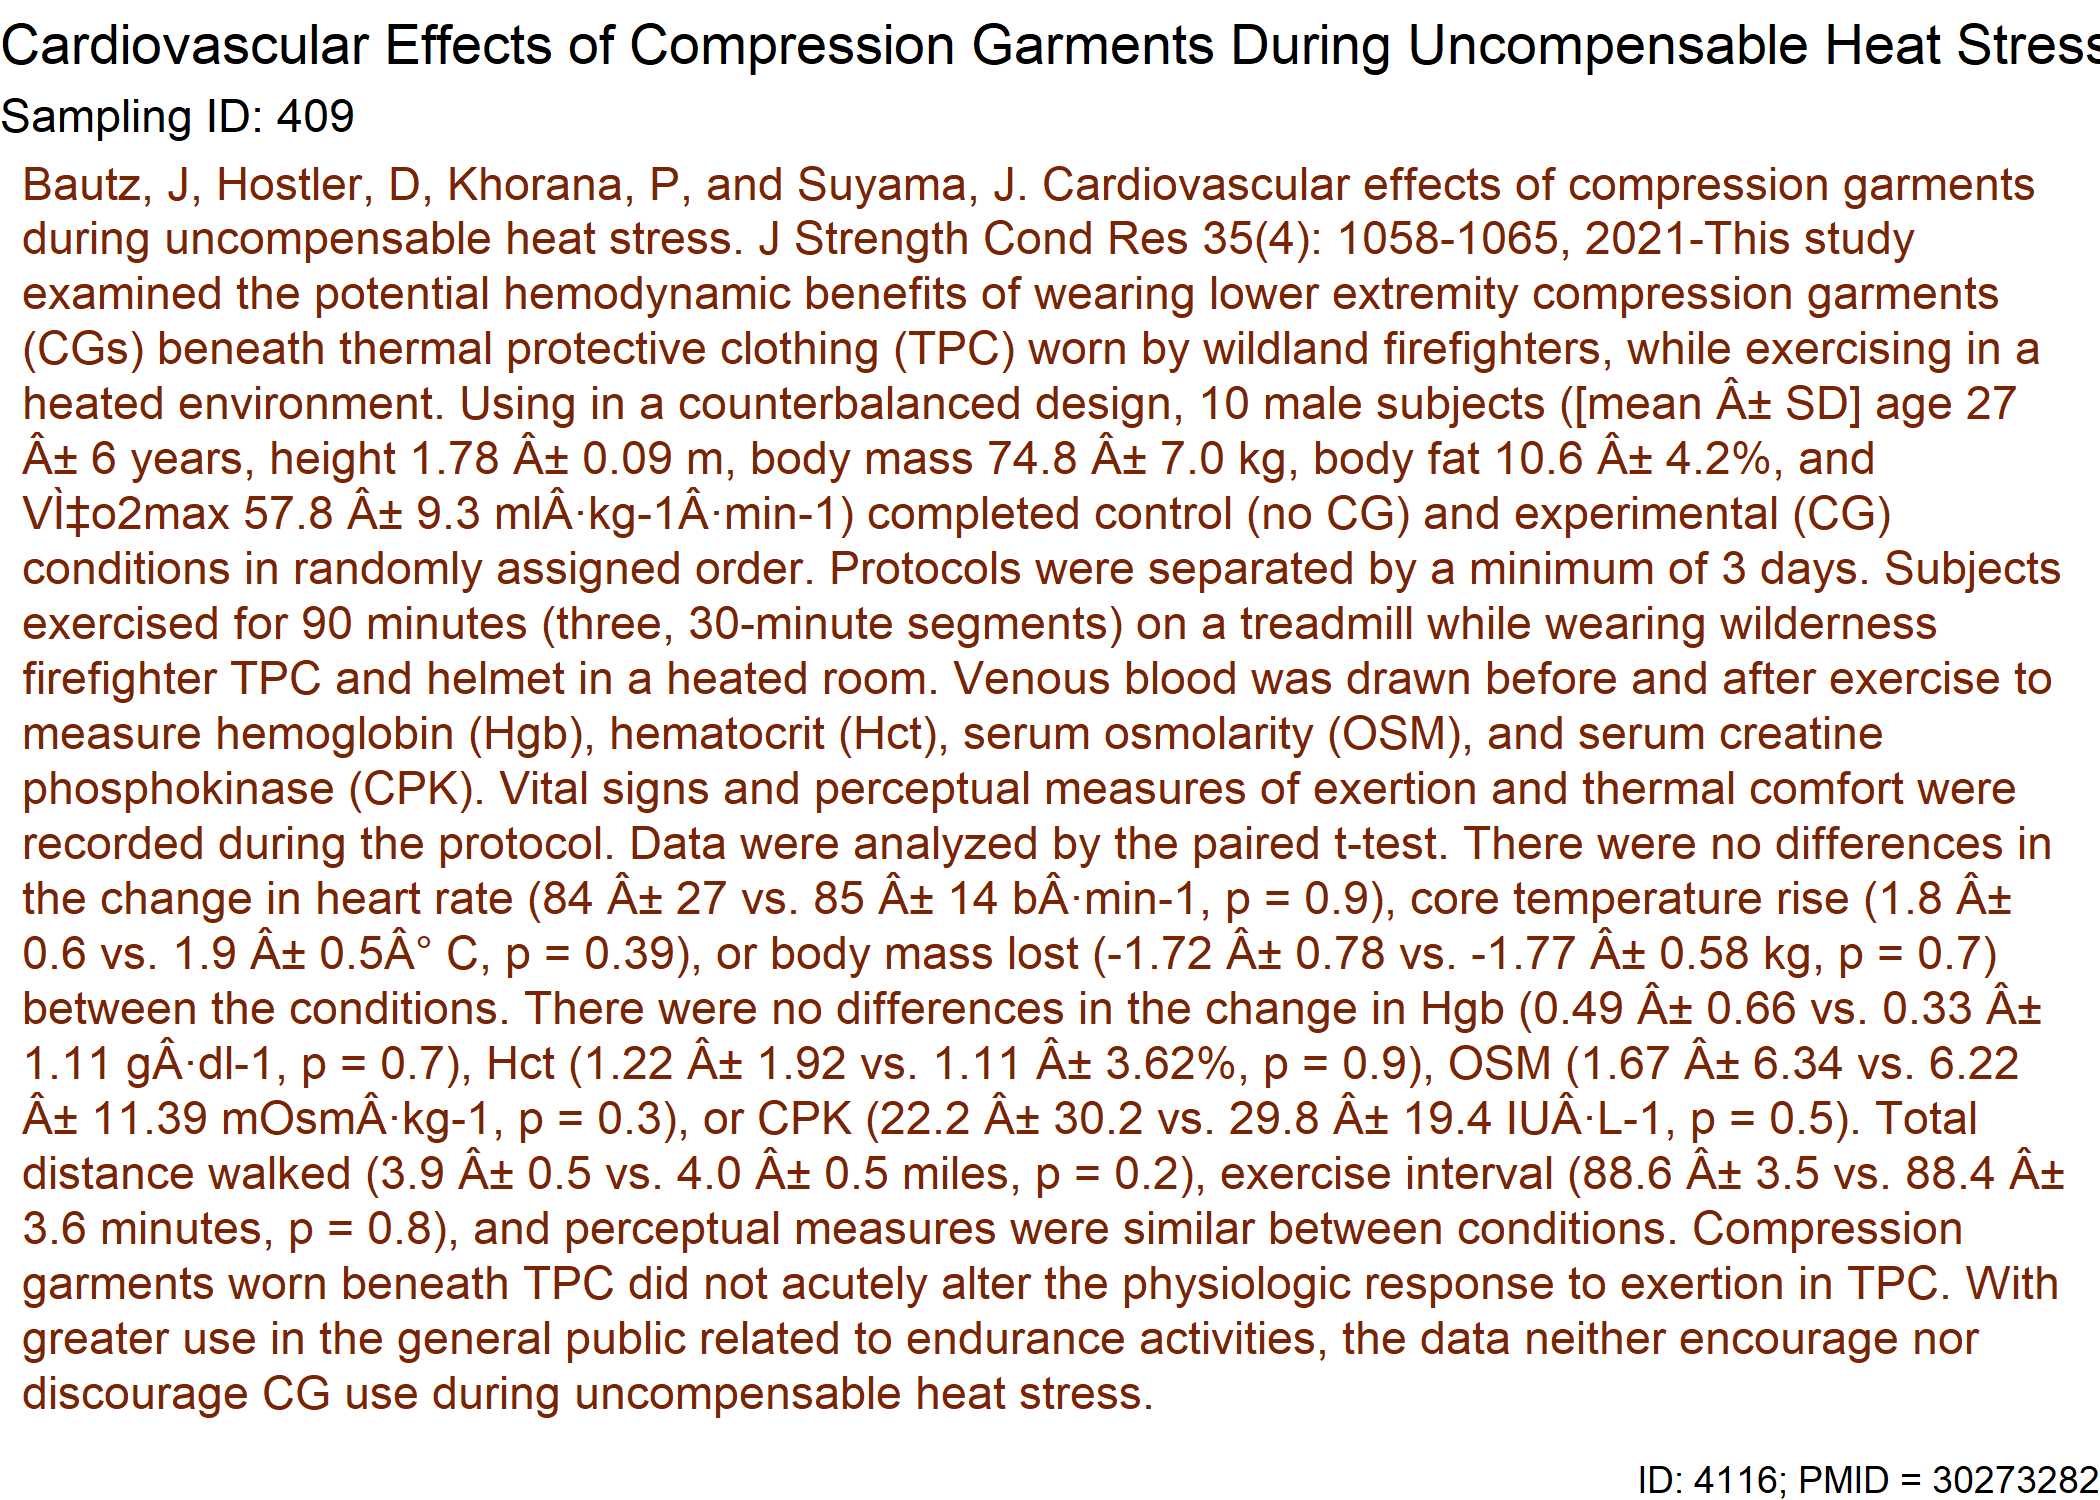 Cardiovascular Effects of Compression Garments During Uncompensable Heat Stress
Sampling ID: 409
Bautz, J, Hostler, D, Khorana, P, and Suyama, J. Cardiovascular effects of compression garments
during uncompensable heat stress. J Strength Cond Res 35(4): 1058-1065, 2021-This study
examined the potential hemodynamic benefits of wearing lower extremity compression garments
(CGs) beneath thermal protective clothing (TPC) worn by wildland firefighters, while exercising in a
heated environment. Using in a counterbalanced design, 10 male subjects ([mean Â± SD] age 27
Â± 6 years, height 1.78 Â± 0.09 m, body mass 74.8 Â± 7.0 kg, body fat 10.6 Â± 4.2%, and
VÌ‡o2max 57.8 Â± 9.3 mlÂ·kg-1Â·min-1) completed control (no CG) and experimental (CG)
conditions in randomly assigned order. Protocols were separated by a minimum of 3 days. Subjects
exercised for 90 minutes (three, 30-minute segments) on a treadmill while wearing wilderness
firefighter TPC and helmet in a heated room. Venous blood was drawn before and after exercise to
measure hemoglobin (Hgb), hematocrit (Hct), serum osmolarity (OSM), and serum creatine
phosphokinase (CPK). Vital signs and perceptual measures of exertion and thermal comfort were
recorded during the protocol. Data were analyzed by the paired t-test. There were no differences in
the change in heart rate (84 Â± 27 vs. 85 Â± 14 bÂ·min-1, p = 0.9), core temperature rise (1.8 Â±
0.6 vs. 1.9 Â± 0.5Â° C, p = 0.39), or body mass lost (-1.72 Â± 0.78 vs. -1.77 Â± 0.58 kg, p = 0.7)
between the conditions. There were no differences in the change in Hgb (0.49 Â± 0.66 vs. 0.33 Â±
1.11 gÂ·dl-1, p = 0.7), Hct (1.22 Â± 1.92 vs. 1.11 Â± 3.62%, p = 0.9), OSM (1.67 Â± 6.34 vs. 6.22
Â± 11.39 mOsmÂ·kg-1, p = 0.3), or CPK (22.2 Â± 30.2 vs. 29.8 Â± 19.4 IUÂ·L-1, p = 0.5). Total
distance walked (3.9 Â± 0.5 vs. 4.0 Â± 0.5 miles, p = 0.2), exercise interval (88.6 Â± 3.5 vs. 88.4 Â±
3.6 minutes, p = 0.8), and perceptual measures were similar between conditions. Compression
garments worn beneath TPC did not acutely alter the physiologic response to exertion in TPC. With
greater use in the general public related to endurance activities, the data neither encourage nor
discourage CG use during uncompensable heat stress.
ID: 4116; PMID = 30273282